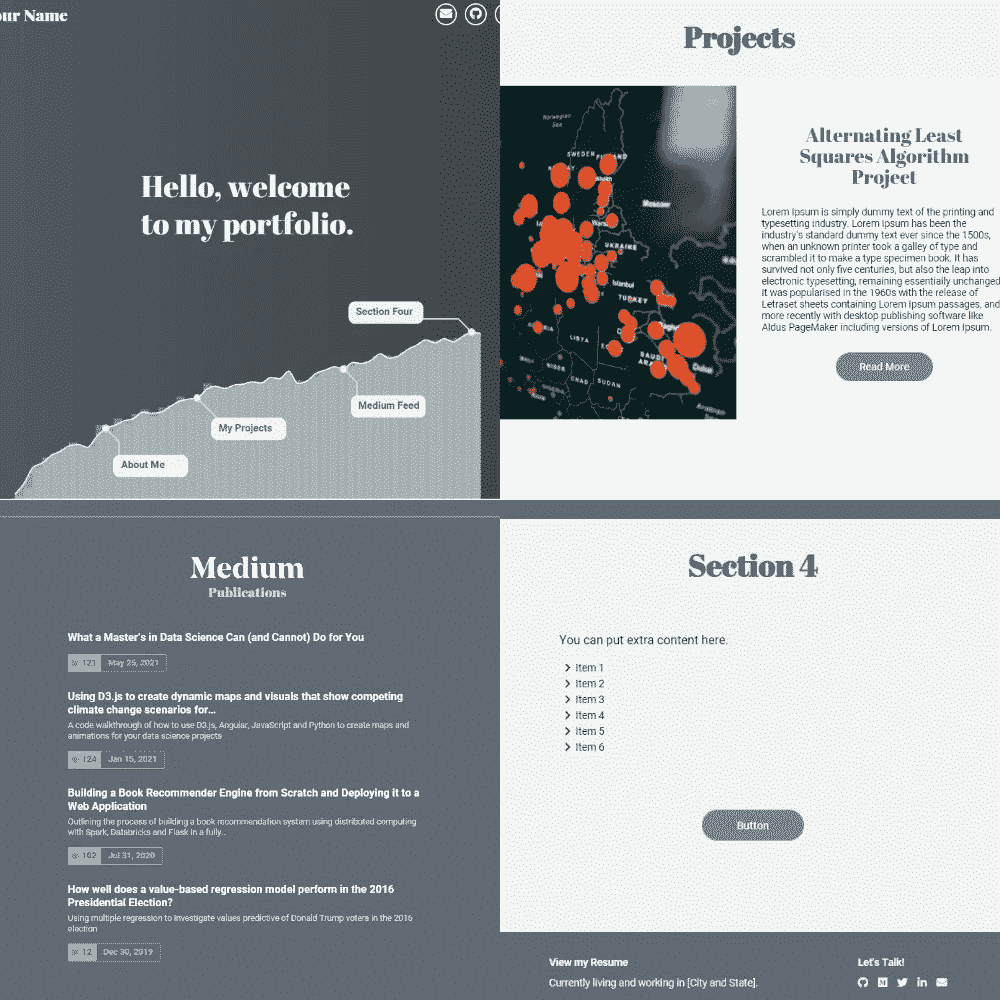 our Name
Hello, welcome
to my portfolio.
Section Four
Medium Feed
My Projects
About Me
Projects
Norwegian
Sea
SWEDEN
Moscow
UKRAINE
Istanbul
TURKEY
LIBYA
SAUDI
NIGER
CHAD
SUDAN
Dubai
Alternating Least
Squares Algorithm
Project
Lorem Ipsum is simply dummy text of the printing and
typesetting industry. Lorem Ipsum has been the
industry's standard dummy text ever since the 1500s,
when an unknown printer took a galley of type and
scrambled it to make a type specimen book. It has
survived not only five centuries, but also the leap into
electronic typesetting, remaining essentially unchanged
It was popularised in the 1960s with the release of
Letraset sheets containing Lorem Ipsum passages, and
more recently with desktop publishing software like
Aldus PageMaker including versions of Lorem Ipsum.
Read More
Medium
Publications
What a Master's in Data Science Can (and Cannot) Do for You
121 May 25, 2021
Using D3.js to create dynamic maps and visuals that show competing
climate change scenarios for...
A code walkthrough of how to use D3.js, Angular, JavaScript and Python to create maps and
animations for your data science projects
124 Jan 15, 2021
Building a Book Recommender Engine from Scratch and Deploying it to a
Web Application
Outlining the process of building a book recommendation system using distributed computing
with Spark, Databricks and Flask in a fully...
102 Jul 31, 2020
How well does a value-based regression model perform in the 2016
Presidential Election?
Using multiple regression to investigate values predictive of Donald Trump voters in the 2016
election
12 Dec 30, 2019
Section 4
You can put extra content here.
Item 1
Item 2
Item 3
Item 4
Item 5
Item 6
Button
View my Resume
Currently living and working in [City and State].
Let's Talk!